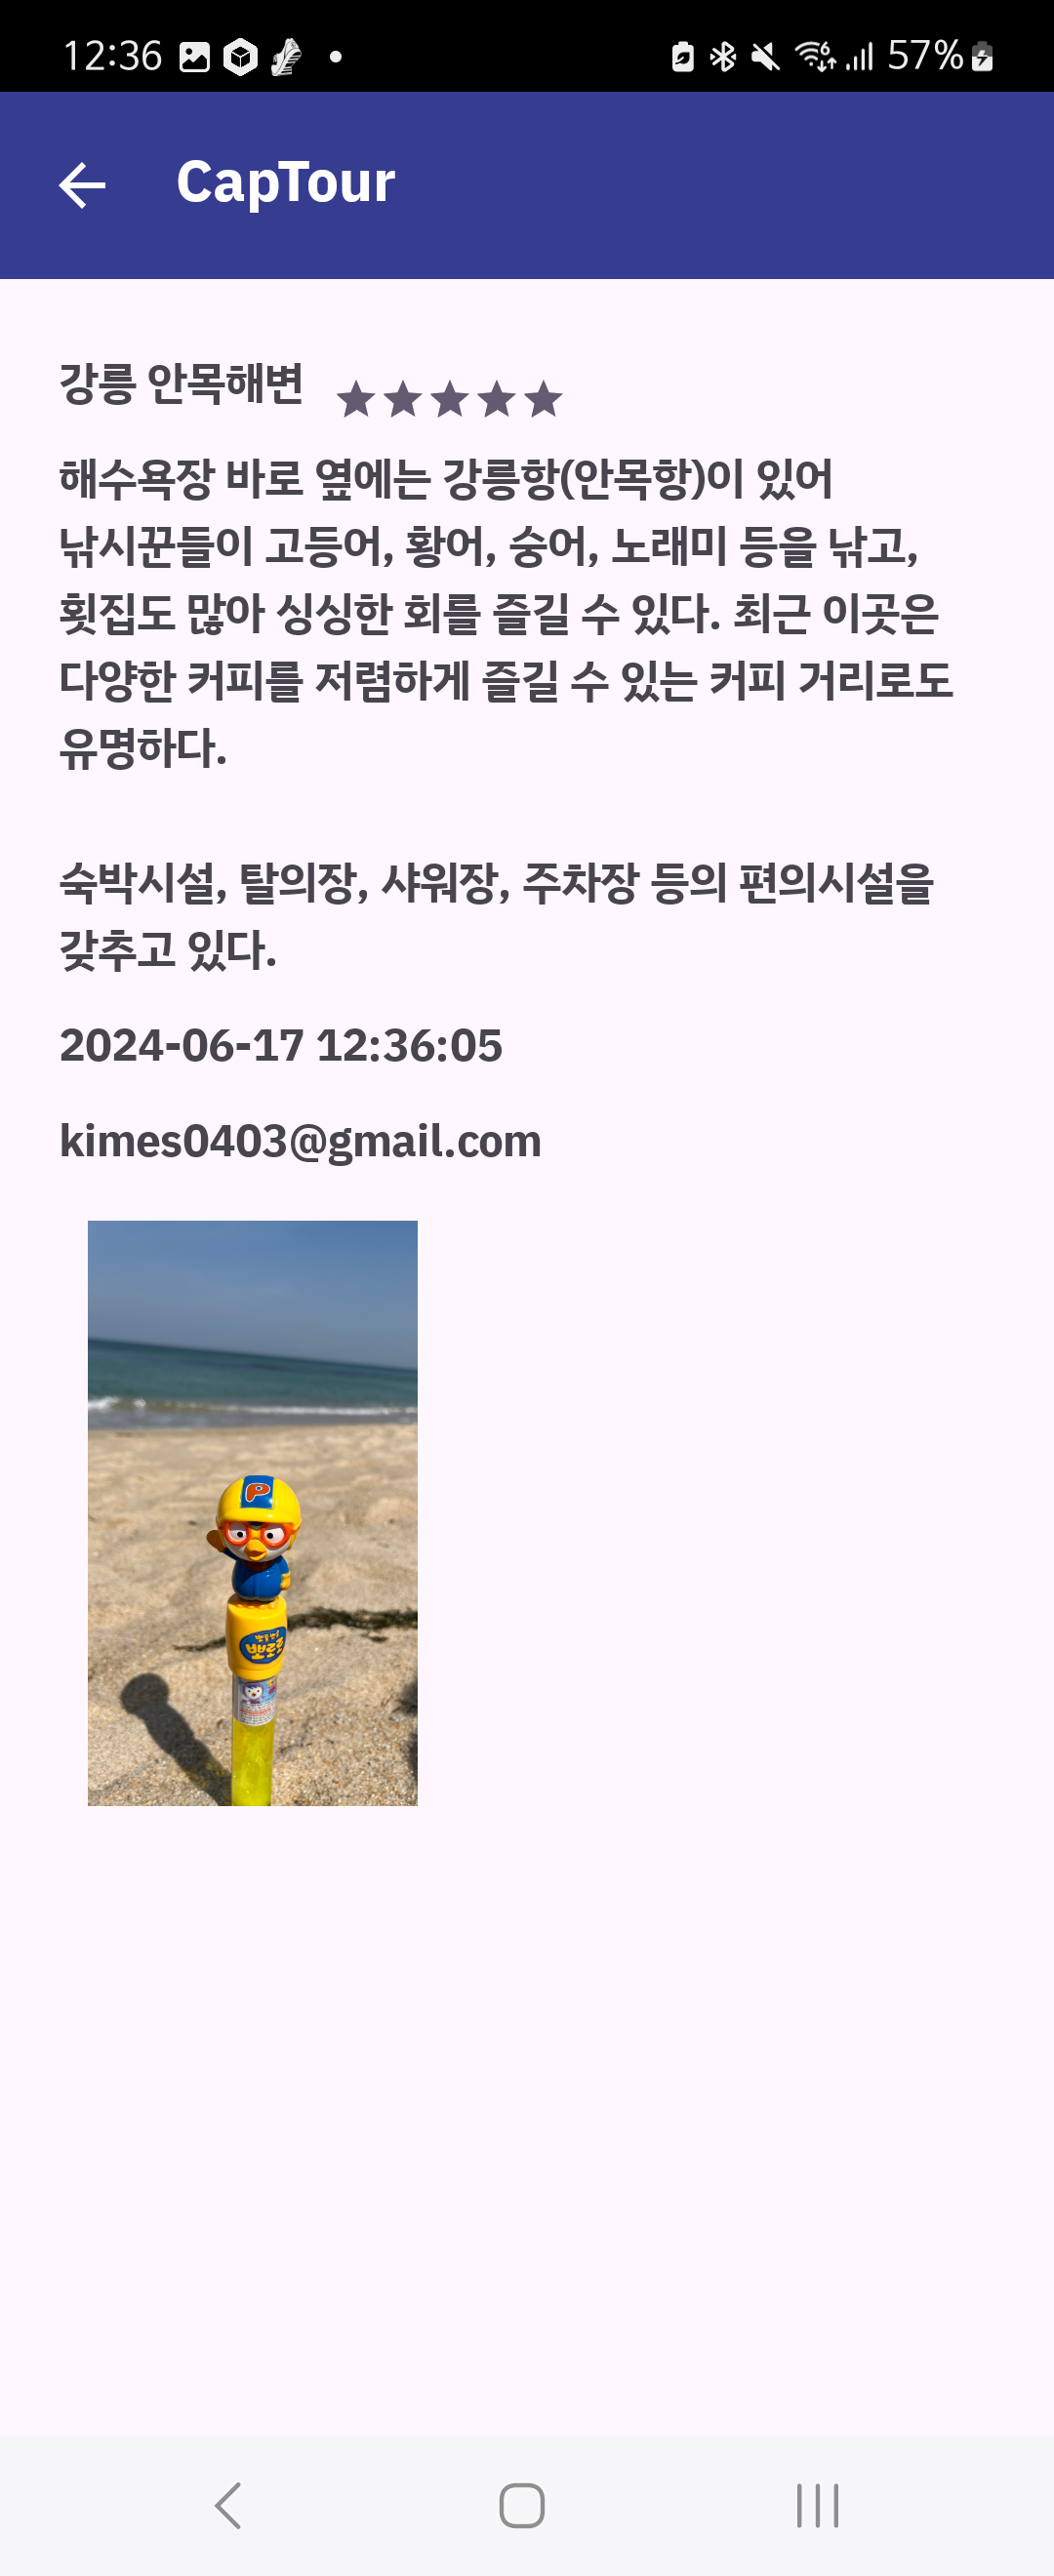 12:36
57%
CapTour
강릉 안목해변
해수욕장 바로 옆에는 강릉항(안목항)이 있어
낚시꾼들이 고등어, 황어, 숭어, 노래미 등을 낚고,
횟집도 많아 싱싱한 회를 즐길 수 있다. 최근 이곳은
다양한 커피를 저렴하게 즐길 수 있는 커피 거리로도
유명하다.
숙박시설, 탈의장, 샤워장, 주차장 등의 편의시설을
갖추고 있다.
2024-06-17 12:36:05
kimes0403@gmail.com
P
뽀로로